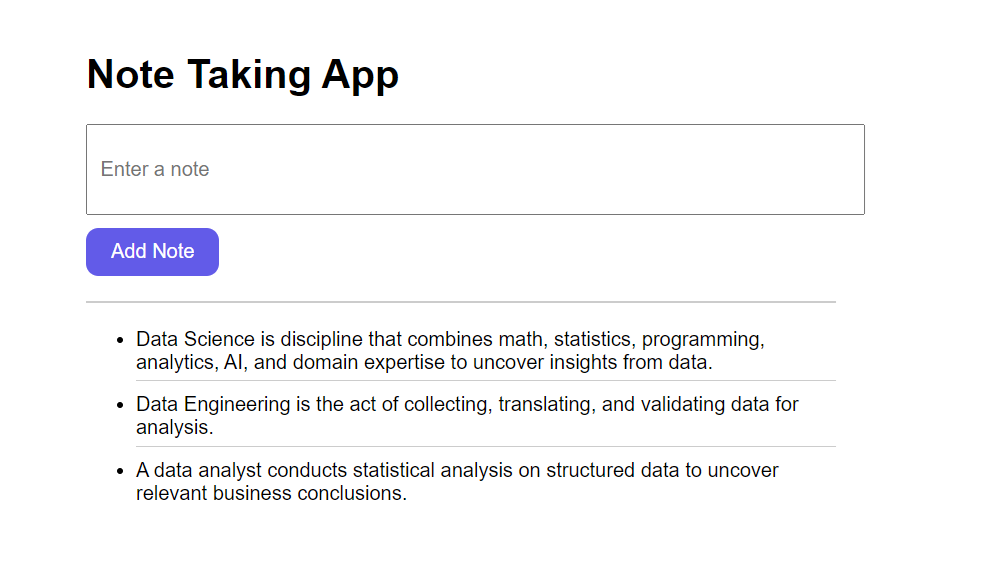 Note Taking App
Enter a note
Add Note
Data Science is discipline that combines math, statistics, programming,
analytics, AI, and domain expertise to uncover insights from data.
Data Engineering is the act of collecting, translating, and validating data for
analysis.
A data analyst conducts statistical analysis on structured data to uncover
relevant business conclusions.